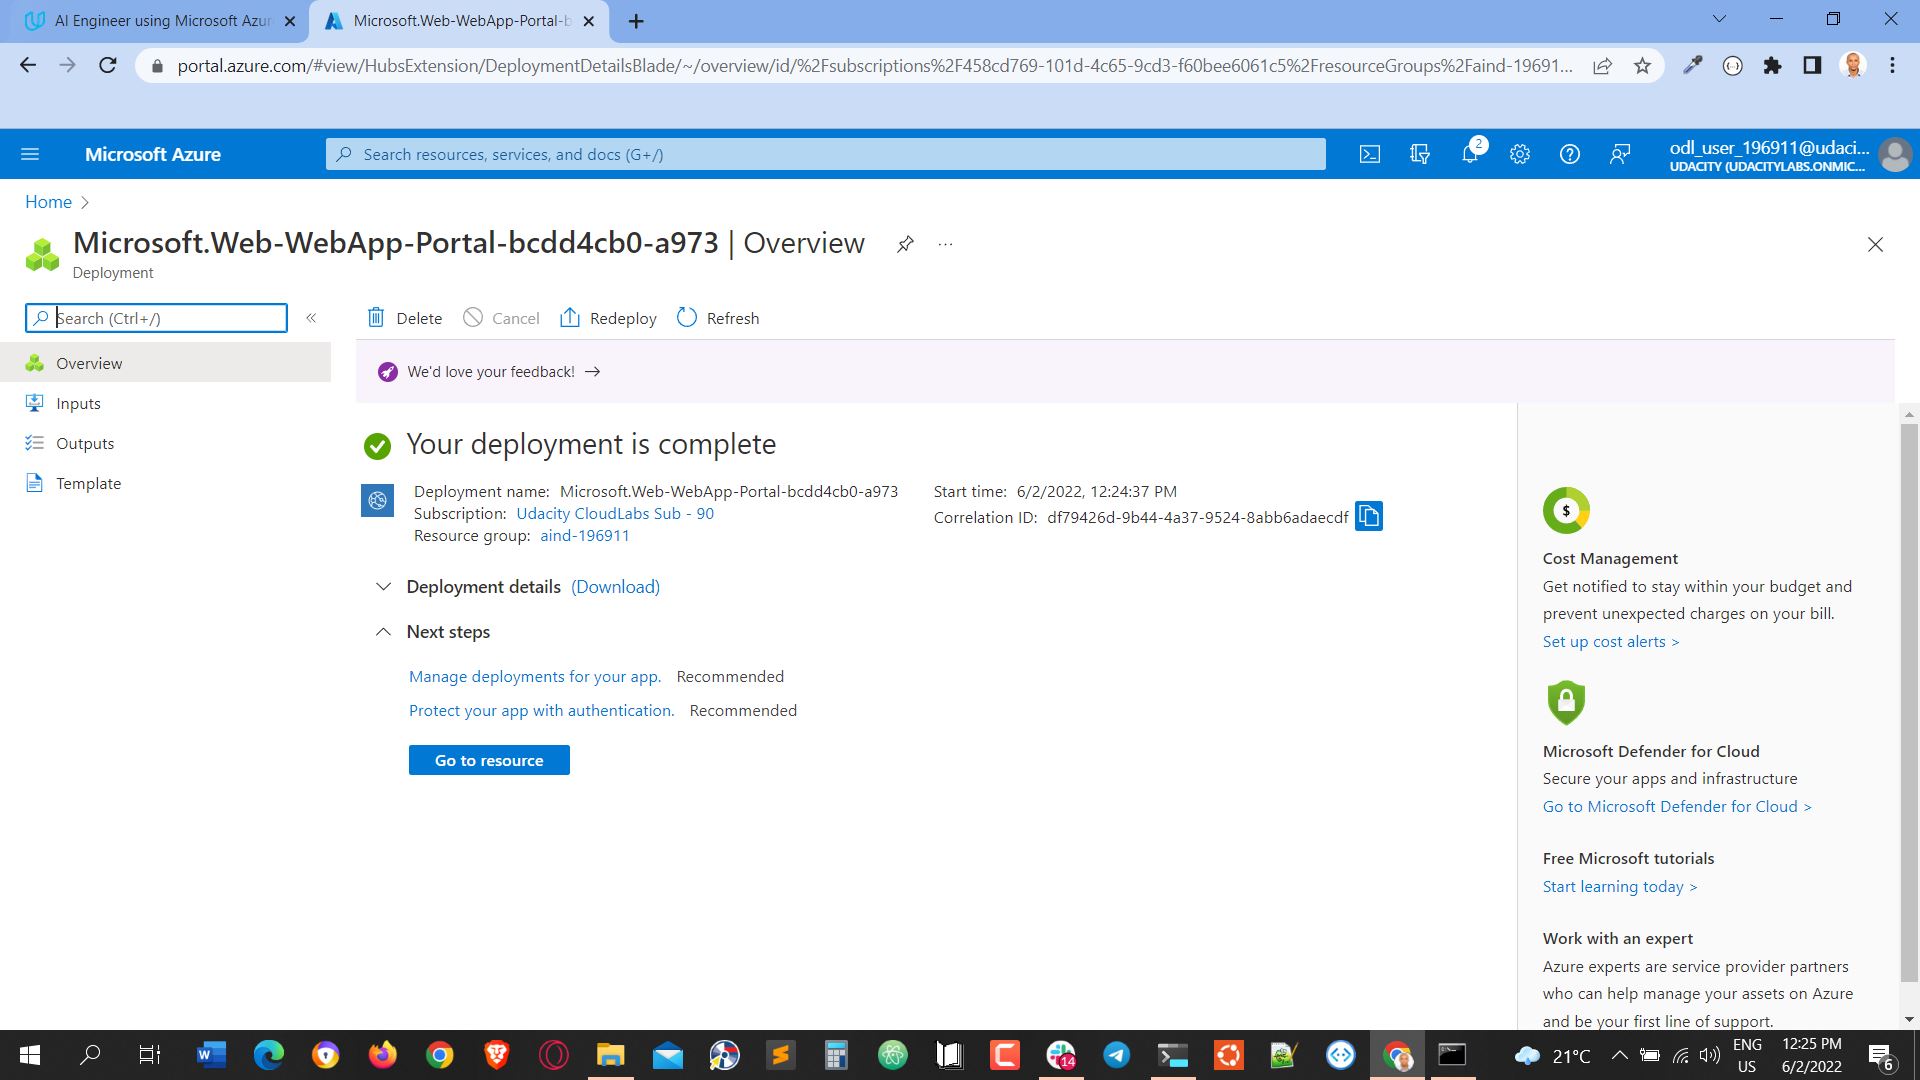 AI Engineer using Microsoft Azur
Microsoft.Web-WebApp-Portal-b
portal.azure.com/#view/HubsExtension/DeploymentDetailsBlade/~/overview/id/%2Fsubscriptions%2F458cd769-101d-4c65-9cd3-f60bee6061c5%2FresourceGroups%2Faind-19691...
Microsoft Azure
Search resources, services, and docs (G+/)
2
odl_user_196911@udaci...
UDACITY (UDACITYLABS.ONMIC...
Home >
Microsoft.Web-WebApp-Portal-bcdd4cb0-a973 | Overview
...
Deployment
Search (Ctrl+/)
«
Delete
Cancel
Redeploy
Refresh
Overview
Inputs
Outputs
Template
We'd love your feedback! →
Your deployment is complete
Deployment name: Microsoft.Web-WebApp-Portal-bcdd4cb0-a973
Subscription: Udacity CloudLabs Sub - 90
Resource group: aind-196911
Start time: 6/2/2022, 12:24:37 PM
Correlation ID: df79426d-9b44-4a37-9524-8abb6adaecdf
Deployment details (Download)
Next steps
Manage deployments for your app. Recommended
Protect your app with authentication. Recommended
Go to resource
$
Cost Management
Get notified to stay within your budget and
prevent unexpected charges on your bill.
Set up cost alerts >
Microsoft Defender for Cloud
Secure your apps and infrastructure
Go to Microsoft Defender for Cloud >
Free Microsoft tutorials
Start learning today >
Work with an expert
Azure experts are service provider partners
who can help manage your assets on Azure
and be your first line of support.
14
21°C
ENG
US
12:25 PM
6/2/2022
6